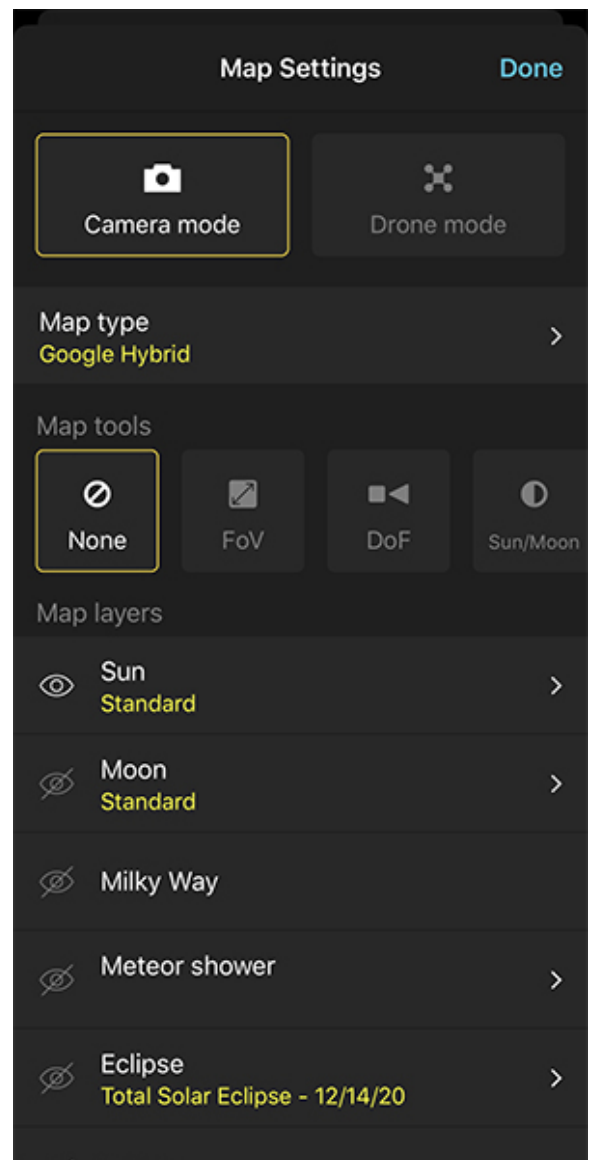 Map Settings
Done
Camera mode
Drone mode
Map type
Google Hybrid
Map tools
None
FoV
DoF
Sun/Moon
Map layers
Sun
Standard
Moon
Standard
Milky Way
Meteor shower
Eclipse
Total Solar Eclipse - 12/14/20